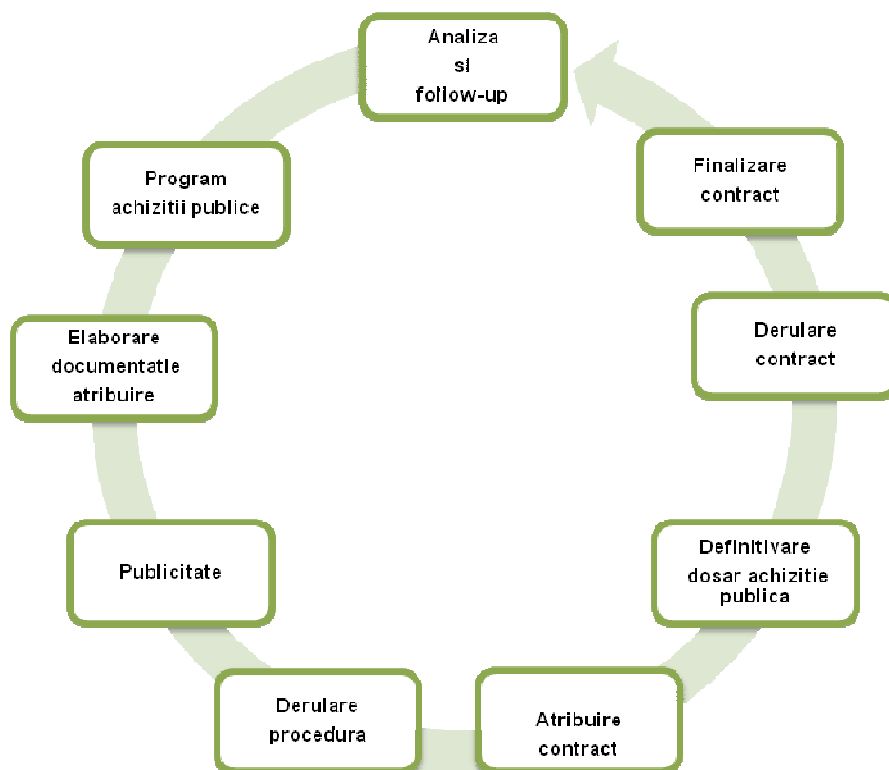 Analiza
si
follow-up
Finalizare
contract
Program
achizitii publice
Derulare
contract
Elaborare
documentatie
atribuire
Definitivare
dosar achizitie
publica
Publicitate
Derulare
procedura
Atribuire
contract